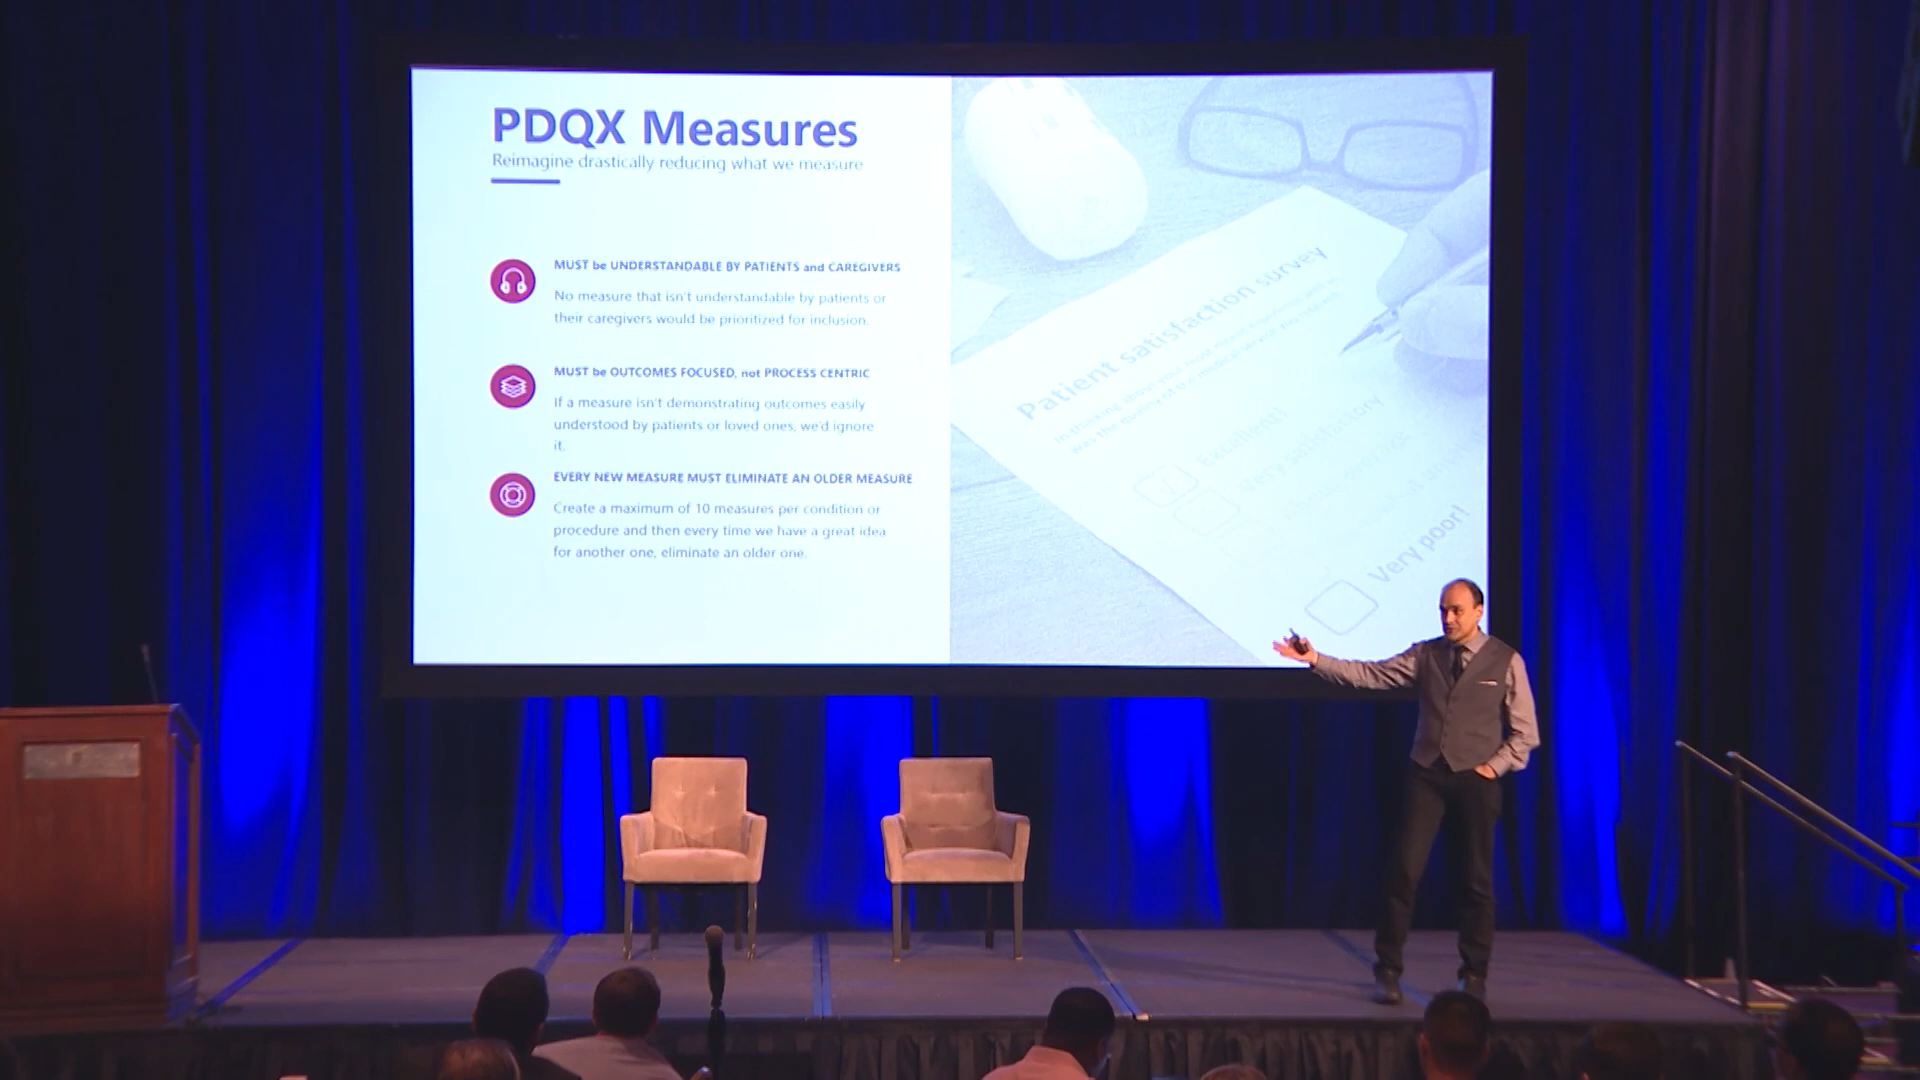 PDQX Measures
Reimagine drastically reducing what we measure
MUST be UNDERSTANDABLE BY PATIENTS and CAREGIVERS
No measure that isn't understandable by patients or
their caregivers would be prioritized for inclusion.
MUST be OUTCOMES FOCUSED, not PROCESS CENTRIC
If a measure isn't demonstrating outcomes easily
understood by patients or loved ones, we'd ignore
it.
EVERY NEW MEASURE MUST ELIMINATE AN OLDER MEASURE
Create a maximum of 10 measures per condition or
procedure and then every time we have a great idea
for another one, eliminate an older one.
Patient satisfaction survey
Excellent!
Very satisfactory
Very poor!